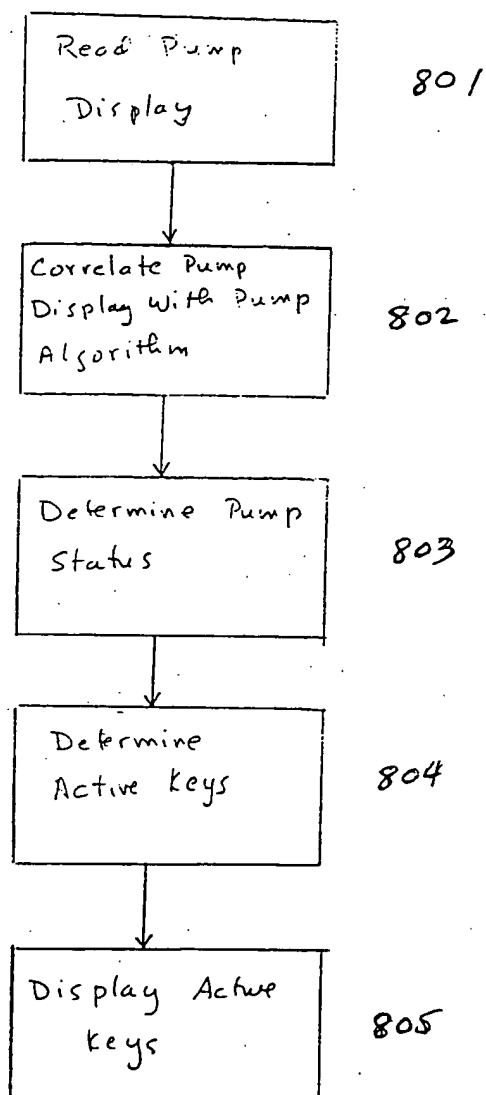 Read Pump
Display
801
Correlate Pump
Display With Pump
Algorithm
802
Determine Pump
Status
803
Determine
Active Keys
804
Display Active
Keys
805